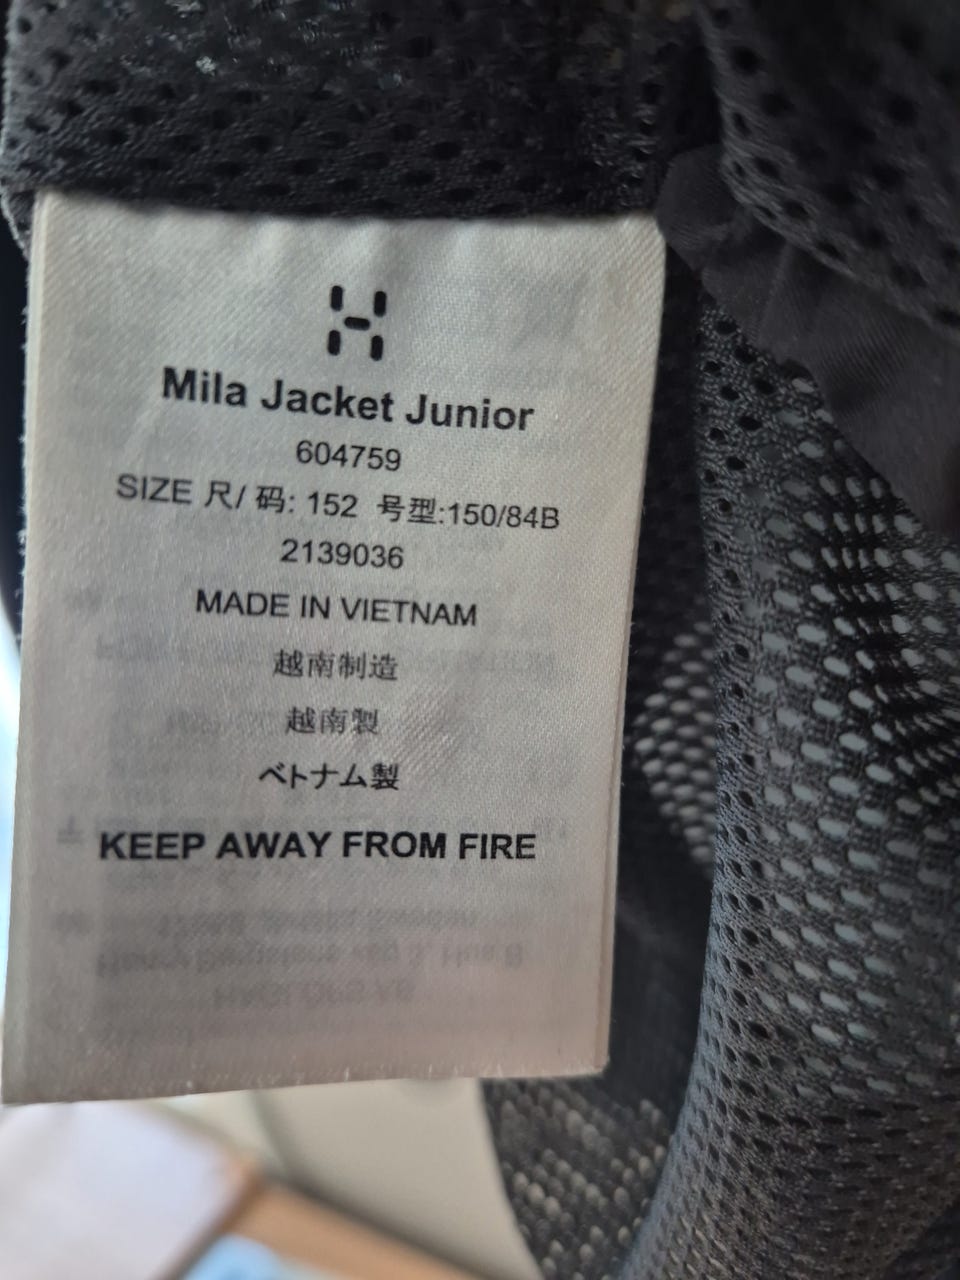 Mila Jacket Junior
604759
SIZE 尺/ 码: 152 号型:150/84B
2139036
MADE IN VIETNAM
越南制造
越南製
ベトナム製
KEEP AWAY FROM FIRE